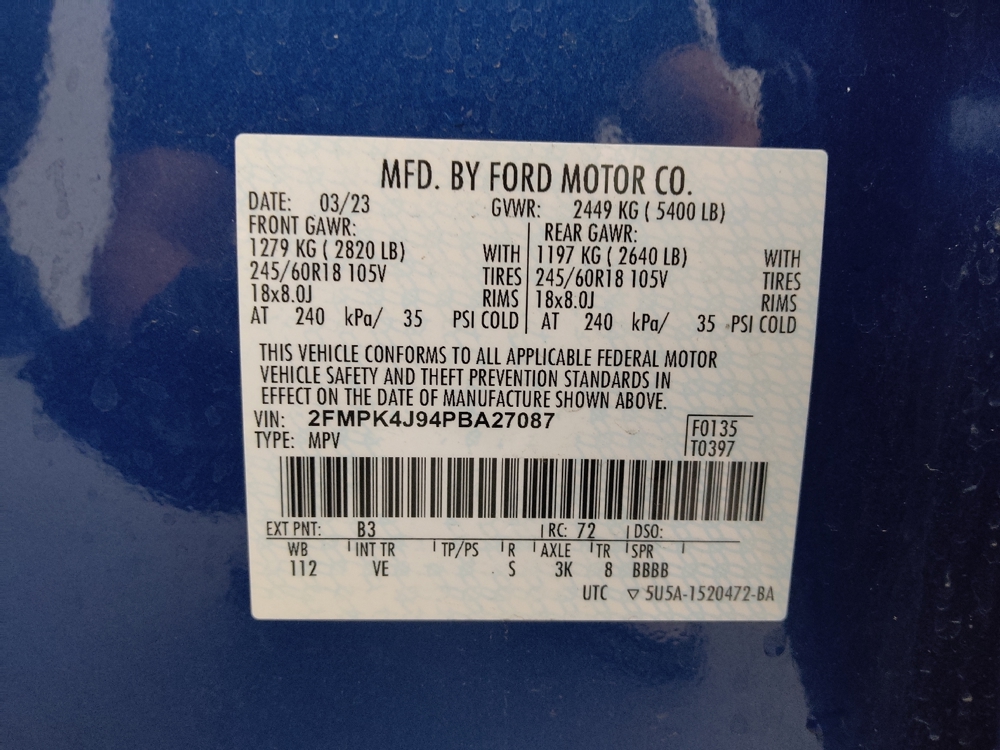 MFD. BY FORD MOTOR CO.
DATE: 03/23 GVWR: 2449 KG ( 5400 LB)
FRONT GAWR: REAR GAWR:
1279 KG ( 2820 LB) WITH 1197 KG ( 2640 LB) WITH
245/60R18 105V TIRES 245/60R18 105V TIRES
18x8.0J RIMS 18x8.0J RIMS
AT 240 kPa/ 35 PSI COLD AT 240 kPa/ 35 PSI COLD
THIS VEHICLE CONFORMS TO ALL APPLICABLE FEDERAL MOTOR
VEHICLE SAFETY AND THEFT PREVENTION STANDARDS IN
EFFECT ON THE DATE OF MANUFACTURE SHOWN ABOVE.
VIN: 2FMPK4J94PBA27087 F0135
TYPE: MPV T0397
EXT PNT: B3 RC: 72 DSO:
WB INT TR TP/PS R AXLE TR SPR
112 VE S 3K 8 BBBB
UTC ▽ 5U5A-1520472-BA